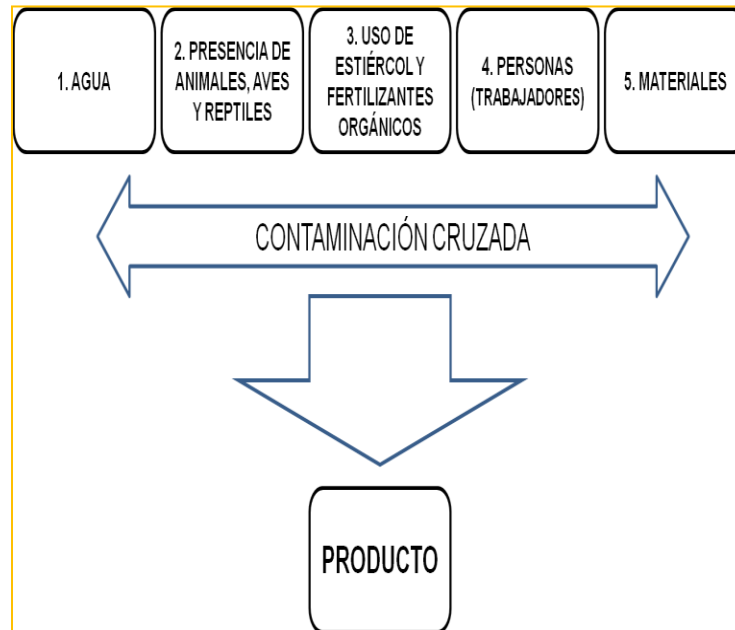 1. AGUA
2. PRESENCIA DE
ANIMALES, AVES
Y REPTILES
3. USO DE
ESTIÉRCOL Y
FERTILIZANTES
ORGÁNICOS
4. PERSONAS
(TRABAJADORES)
5. MATERIALES
CONTAMINACIÓN CRUZADA
PRODUCTO